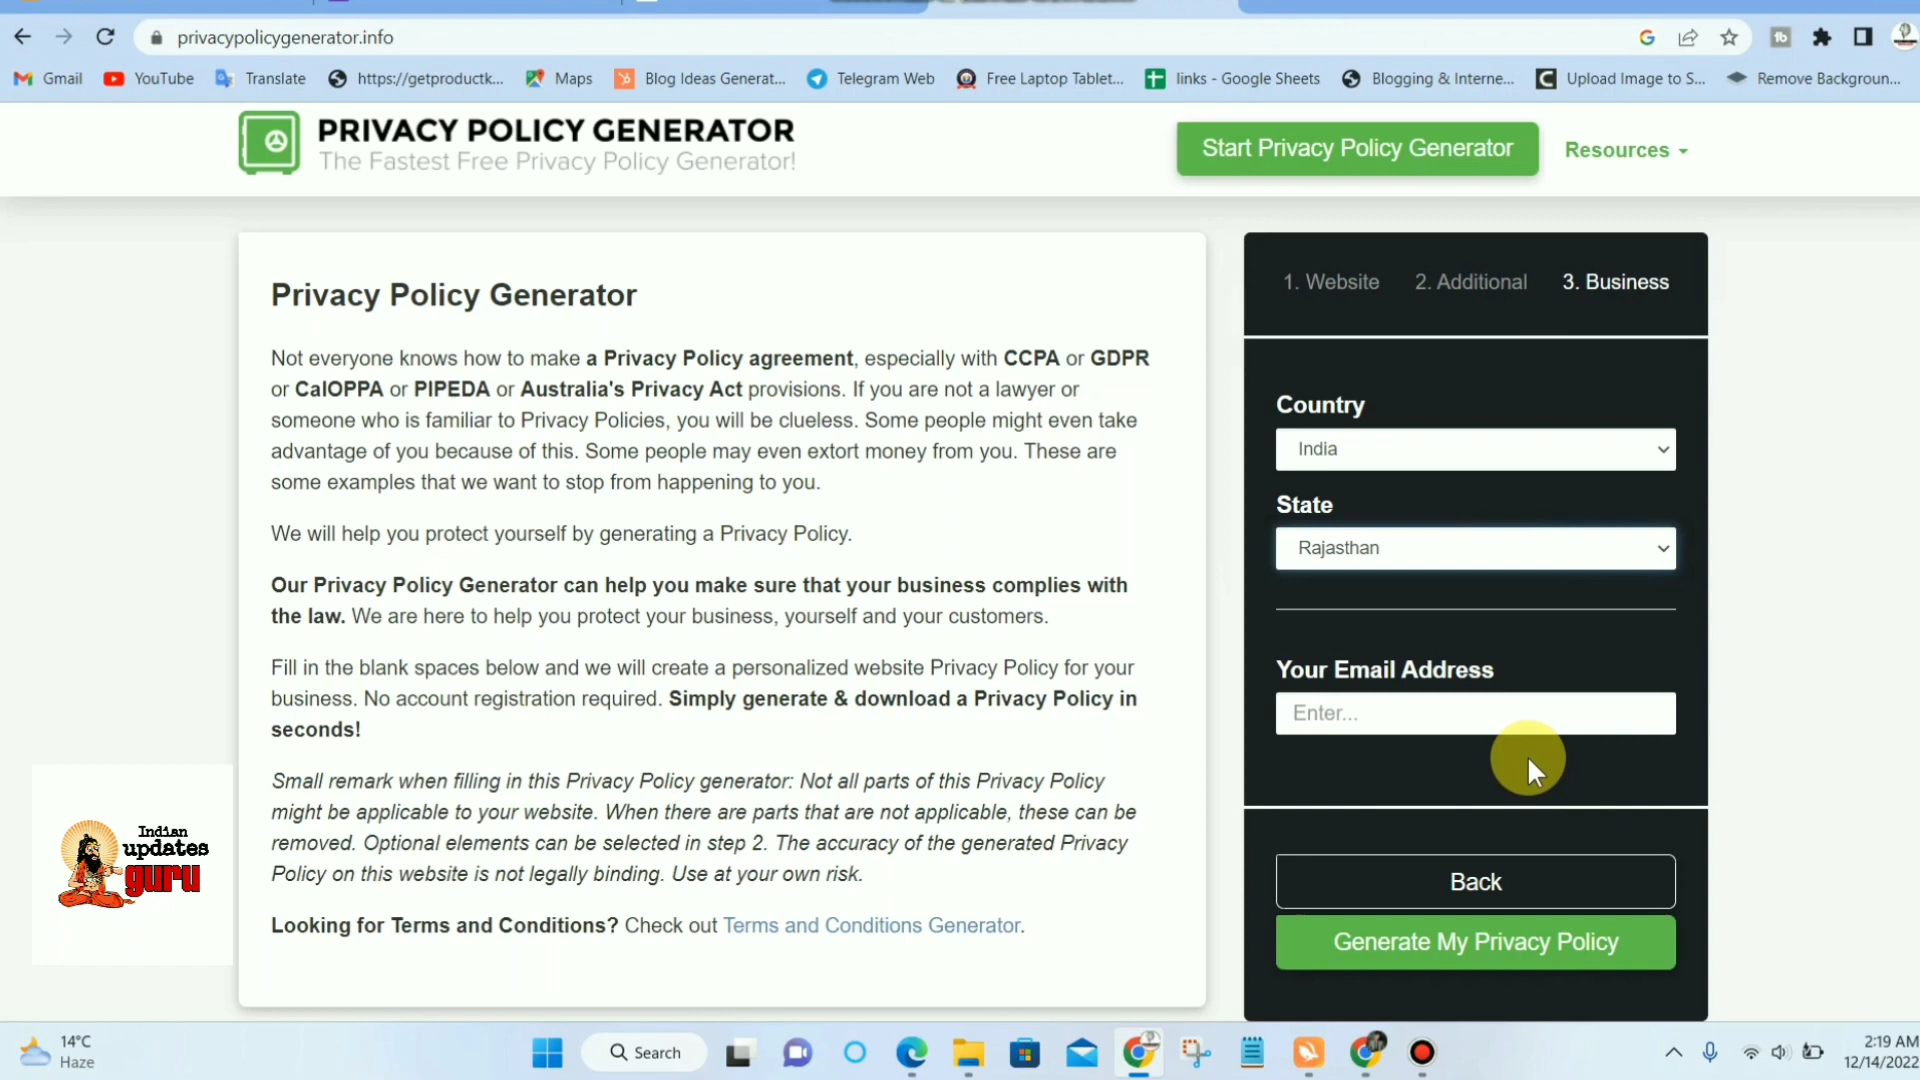 privacypolicygenerator.info
Gmail YouTube Translate https://getproductk... Maps Blog Ideas Generat... Telegram Web Free Laptop Tablet... links - Google Sheets Blogging & Interne... Upload Image to S... Remove Backgroun...
PRIVACY POLICY GENERATOR
The Fastest Free Privacy Policy Generator!
Start Privacy Policy Generator
Resources
Privacy Policy Generator
Not everyone knows how to make a Privacy Policy agreement, especially with CCPA or GDPR
or CalOPPA or PIPEDA or Australia's Privacy Act provisions. If you are not a lawyer or
someone who is familiar to Privacy Policies, you will be clueless. Some people might even take
advantage of you because of this. Some people may even extort money from you. These are
some examples that we want to stop from happening to you.
We will help you protect yourself by generating a Privacy Policy.
Our Privacy Policy Generator can help you make sure that your business complies with
the law. We are here to help you protect your business, yourself and your customers.
Fill in the blank spaces below and we will create a personalized website Privacy Policy for your
business. No account registration required. Simply generate & download a Privacy Policy in
seconds!
Small remark when filling in this Privacy Policy generator: Not all parts of this Privacy Policy
might be applicable to your website. When there are parts that are not applicable, these can be
removed. Optional elements can be selected in step 2. The accuracy of the generated Privacy
Policy on this website is not legally binding. Use at your own risk.
Looking for Terms and Conditions? Check out Terms and Conditions Generator.
1. Website 2. Additional 3. Business
Country
India
State
Rajasthan
Your Email Address
Enter...
Back
Generate My Privacy Policy
Indian
updates
guru
14°C
Haze
Search
2:19 AM
12/14/2022